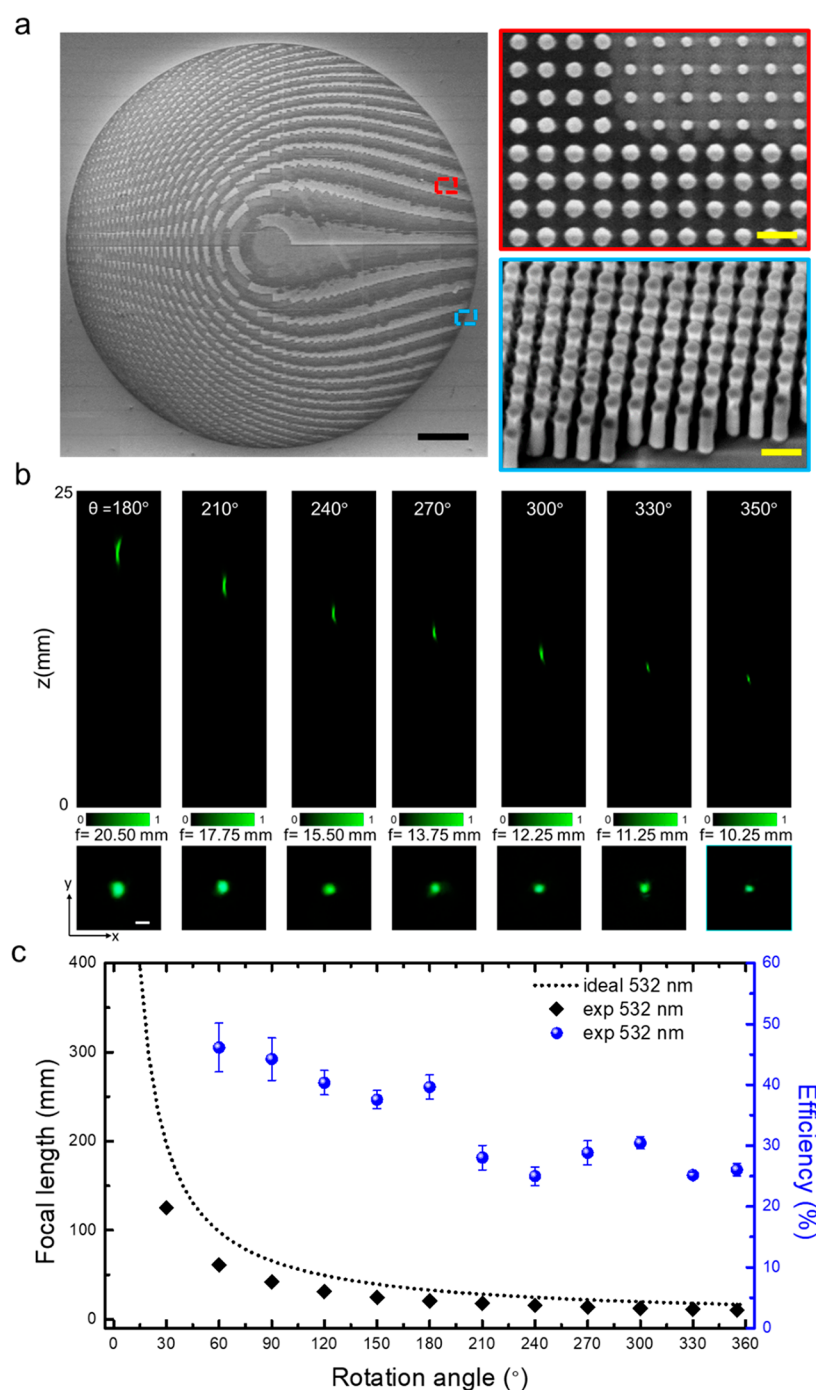 a
b
25
θ =180°
210°
240°
270°
300°
330°
350°
z(mm)
0
0 1
0 1
0 1
0 1
0 1
0 1
0 1
f= 20.50 mm
f= 17.75 mm
f= 15.50 mm
f= 13.75 mm
f= 12.25 mm
f= 11.25 mm
f= 10.25 mm
y
x
c
400
300
200
100
0
Focal length (mm)
ideal 532 nm
exp 532 nm
exp 532 nm
60
50
40
30
20
10
0
Efficiency (%)
0 30 60 90 120 150 180 210 240 270 300 330 360
Rotation angle (°)